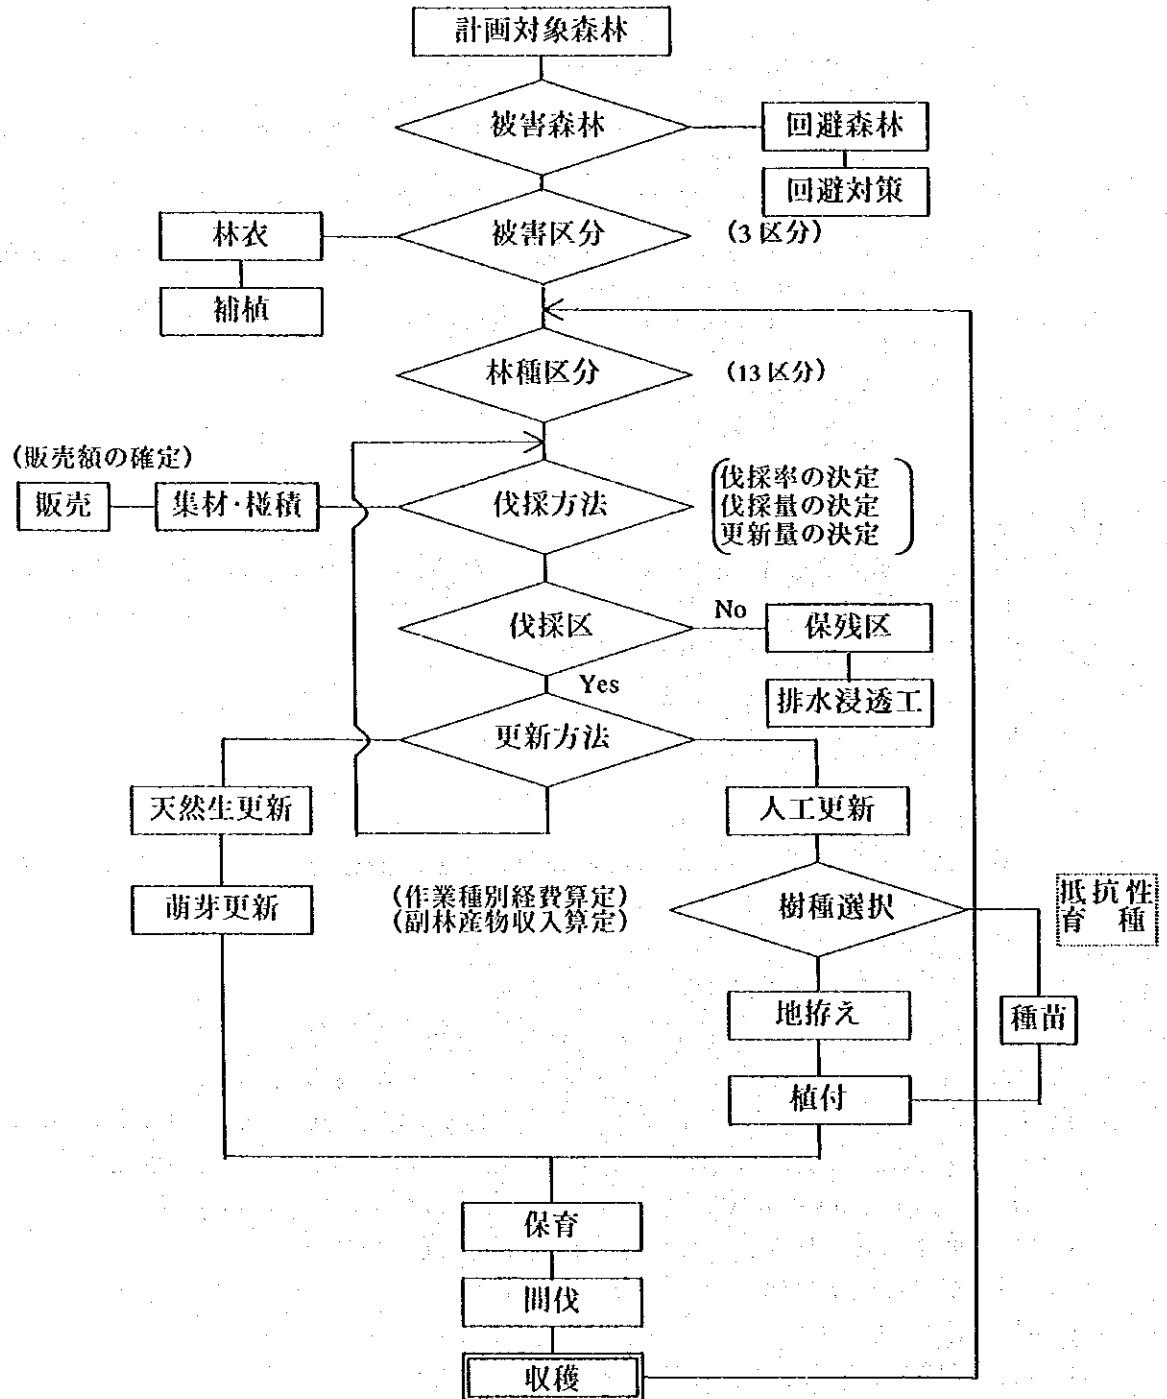 計画対象森林
被害森林
回避森林
回避対策
被害区分
(3区分)
林衣
補植
林種区分
(13区分)
(販売額の確定)
販売
集材・椪積
伐採方法
伐採率の決定
伐採量の決定
更新量の決定
伐採区
No
保残区
Yes
排水浸透工
更新方法
天然生更新
人工更新
萌芽更新
(作業種別経費算定)
(副林産物収入算定)
樹種選択
抵抗性
育種
地拵え
種苗
植付
保育
間伐
収穫